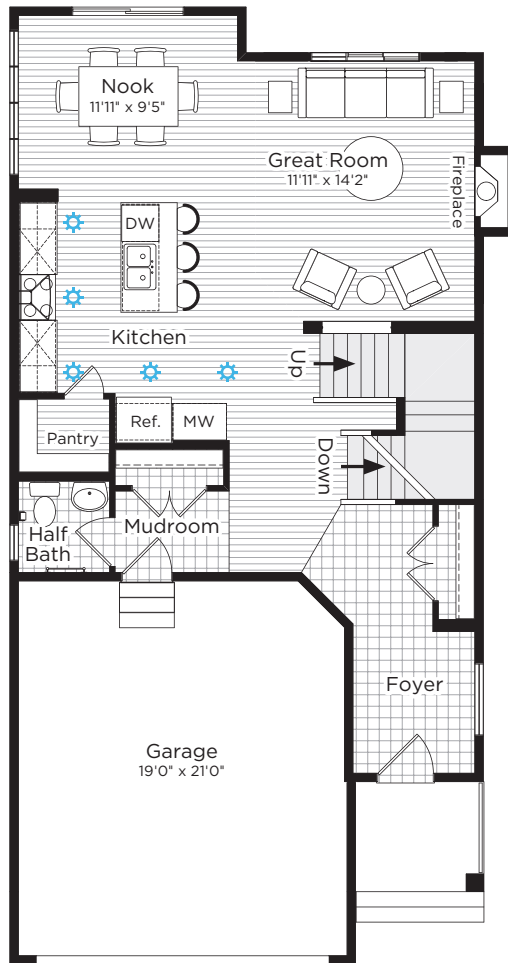 Nook
11'11" x 9'5"
Great Room
11'11" x 14'2"
Fireplace
DW
Kitchen
Up
Ref.
MW
Pantry
Down
Mudroom
Half
Bath
Foyer
Garage
19'0" x 21'0"